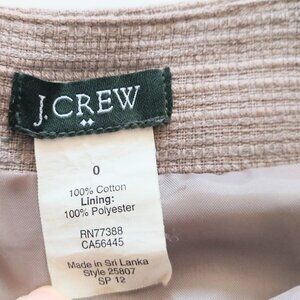 J.CREW
0
100% Cotton
Lining:
100% Polyester
RN77388
CA56445
Made in Sri Lanka
Style 25807
SP 12